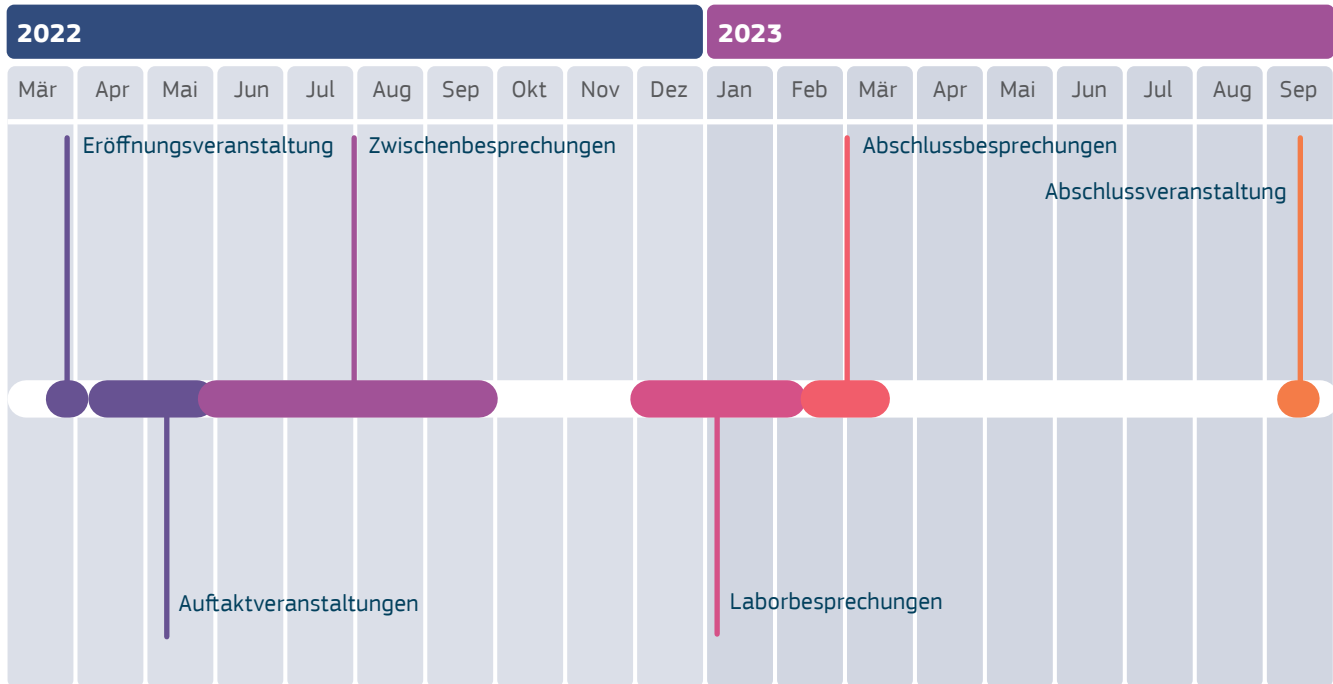 2022 2023
Mär Apr Mai Jun Jul Aug Sep Okt Nov Dez Jan Feb Mär Apr Mai Jun Jul Aug Sep
Eröffnungsveranstaltung Zwischenbesprechungen Abschlussbesprechungen
Abschlussveranstaltung
Auftaktveranstaltungen Laborbesprechungen